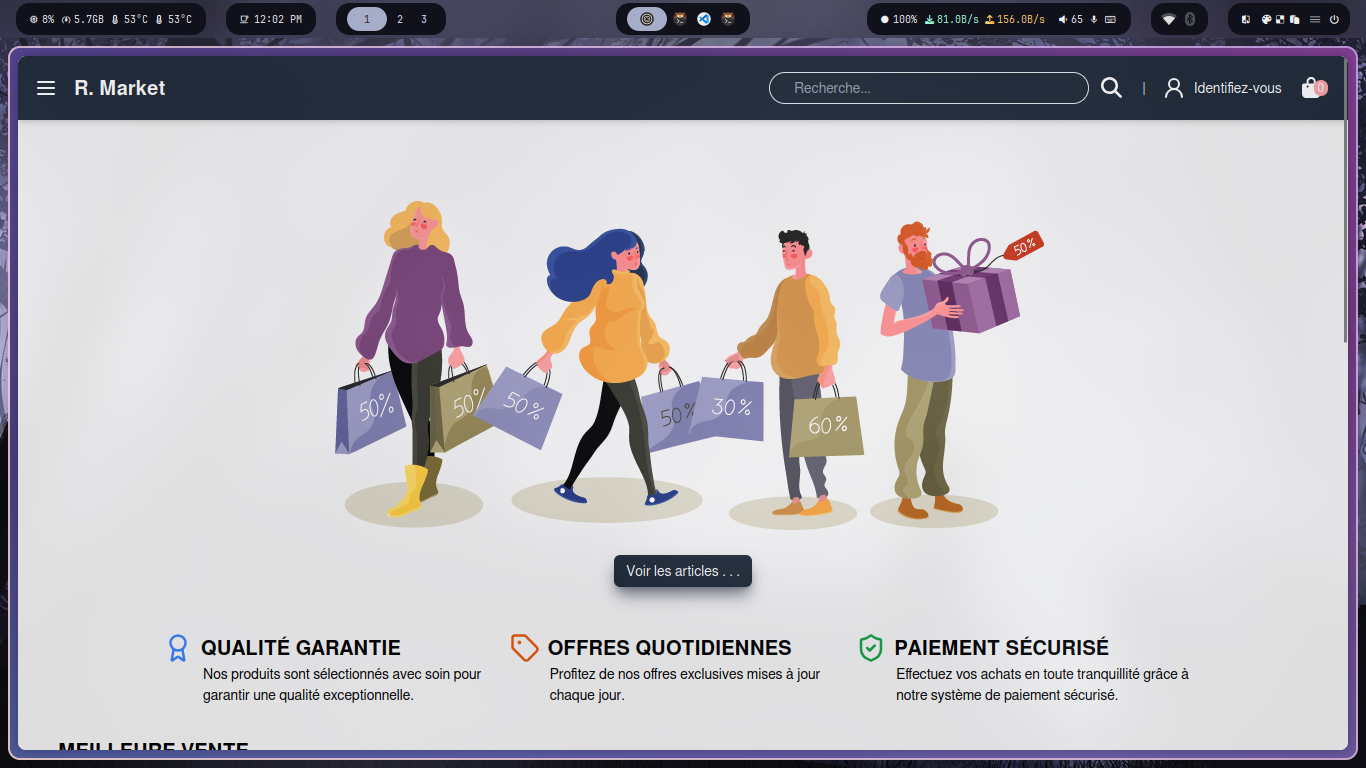 8% 5.7GB 53°C 53°C
12:02 PM
1 2 3
100% 81.0B/s 156.0B/s 65
R. Market
Recherche...
|
Identifiez-vous
0
50%
50%
50%
50%
50%
30%
60%
Voir les articles . . .
QUALITÉ GARANTIE
Nos produits sont sélectionnés avec soin pour
garantir une qualité exceptionnelle.
OFFRES QUOTIDIENNES
Profitez de nos offres exclusives mises à jour
chaque jour.
PAIEMENT SÉCURISÉ
Effectuez vos achats en toute tranquillité grâce à
notre système de paiement sécurisé.
MEILLEURE VENTE